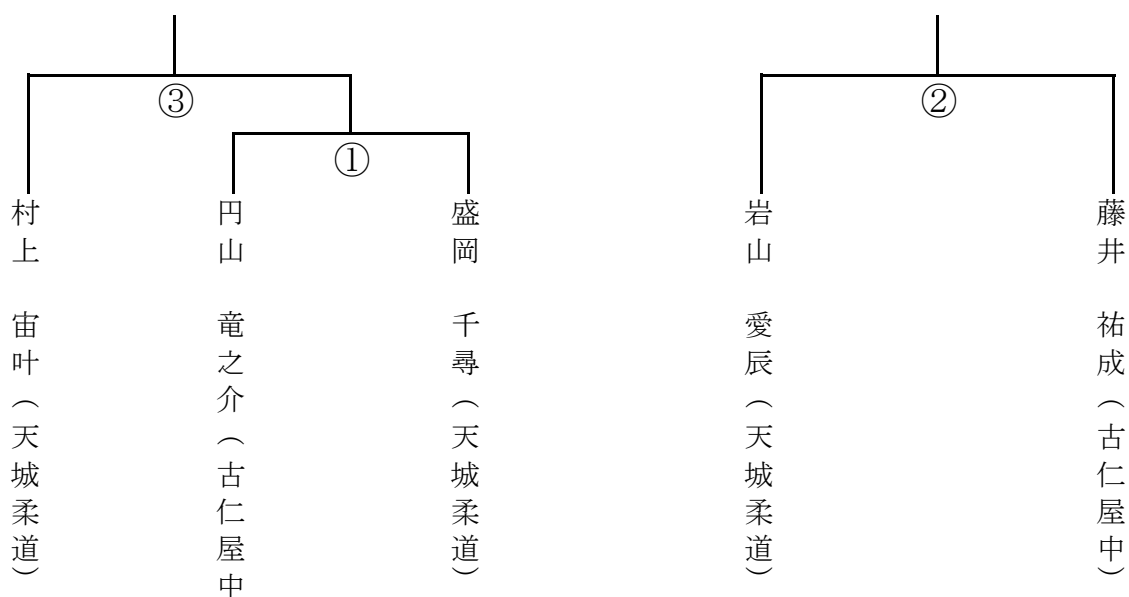 ③
①
②
村上 宙叶(天城柔道)
円山 竜之介(古仁屋中
盛岡 千尋(天城柔道)
岩山 愛辰(天城柔道)
藤井 祐成(古仁屋中)